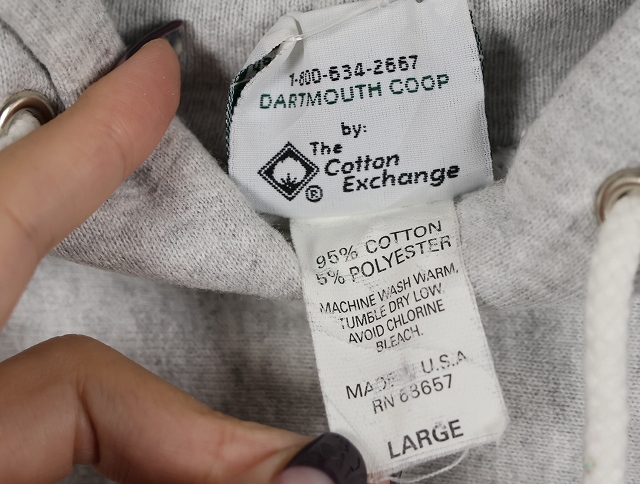 1-800-634-2667
DARTMOUTH COOP
by:
The
Cotton
Exchange
®
95% COTTON
5% POLYESTER
MACHINE WASH WARM,
TUMBLE DRY LOW.
AVOID CHLORINE
BLEACH.
MADE U.S.A
RN 63657
LARGE